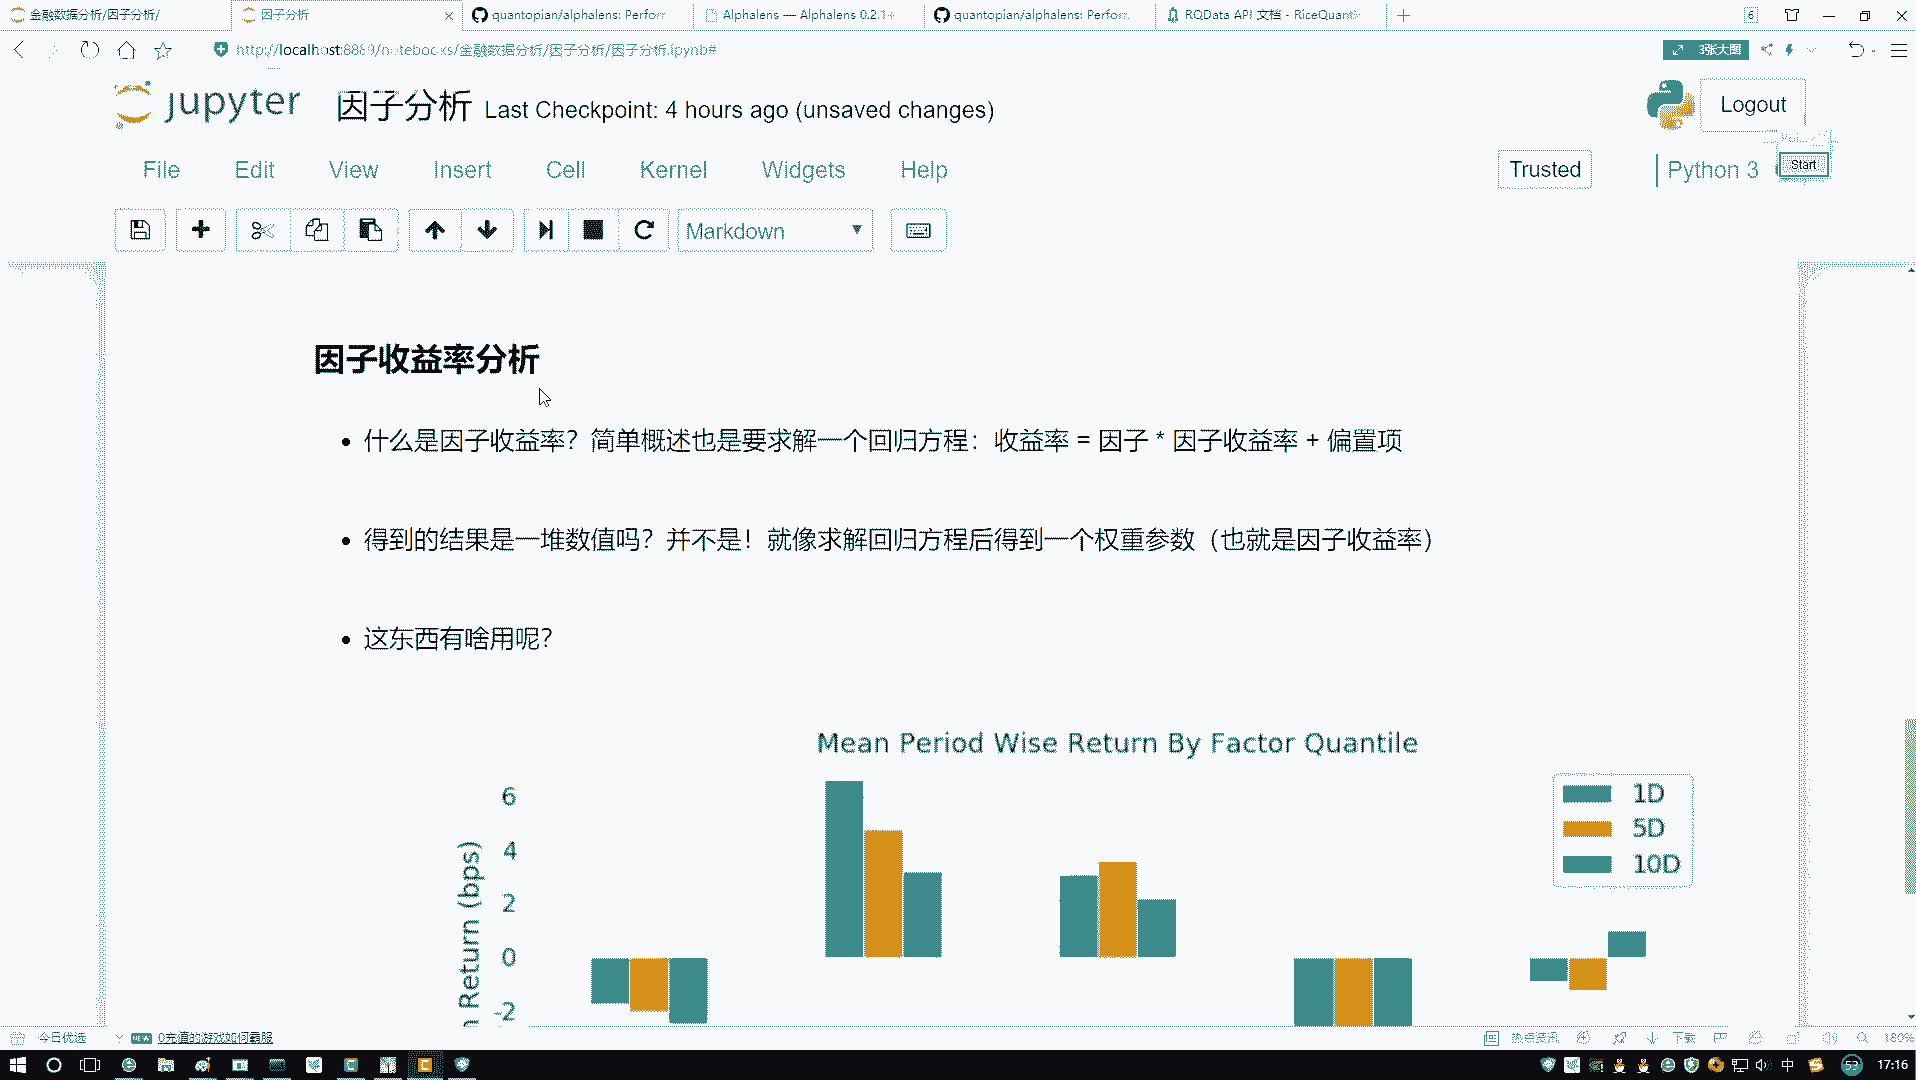 金融数据分析/因子分析/
因子分析
quantopian/alphalens: Perforr
Alphalens — Alphalens 0.2.1+
quantopian/alphalens: Perforr.
RQData API 文档 - RiceQuant
6
http://localhost:8889/notebooks/金融数据分析/因子分析/因子分析.ipynb#
3张大图
jupyter
因子分析 Last Checkpoint: 4 hours ago (unsaved changes)
Logout
File Edit View Insert Cell Kernel Widgets Help
Trusted
Python 3
Start
Markdown
因子收益率分析
什么是因子收益率？简单概述也是要求解一个回归方程：收益率 = 因子 * 因子收益率 + 偏置项
得到的结果是一堆数值吗？并不是！就像求解回归方程后得到一个权重参数（也就是因子收益率）
这东西有啥用呢？
Mean Period Wise Return By Factor Quantile
1D
5D
10D
6
4
2
0
-2
Return (bps)
今日优选
NEW
0充值的游戏如何霸服
热点资讯
下载
180%
中
53
17:16